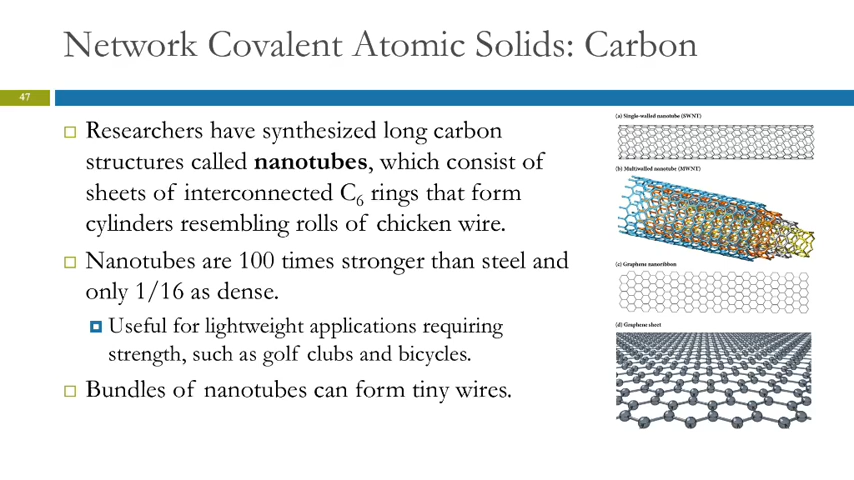 Network Covalent Atomic Solids: Carbon
47
Researchers have synthesized long carbon
structures called nanotubes, which consist of
sheets of interconnected C6 rings that form
cylinders resembling rolls of chicken wire.
Nanotubes are 100 times stronger than steel and
only 1/16 as dense.
Useful for lightweight applications requiring
strength, such as golf clubs and bicycles.
Bundles of nanotubes can form tiny wires.
(a) Single-walled nanotube (SWNT)
(b) Multiwalled nanotube (MWNT)
(c) Graphene nanoribbon
(d) Graphene sheet